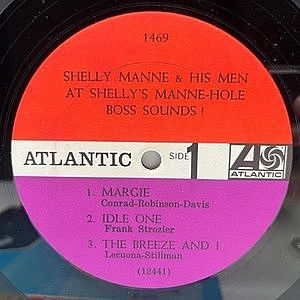 1469
SHELLY MANNE & HIS MEN
AT SHELLY'S MANNE-HOLE
BOSS SOUNDS!
ATLANTIC SIDE 1 ATLANTIC
1. MARGIE
Conrad-Robinson-Davis
2. IDLE ONE
Frank Strozier
3. THE BREEZE AND I
Lecuona-Stillman
(12441)